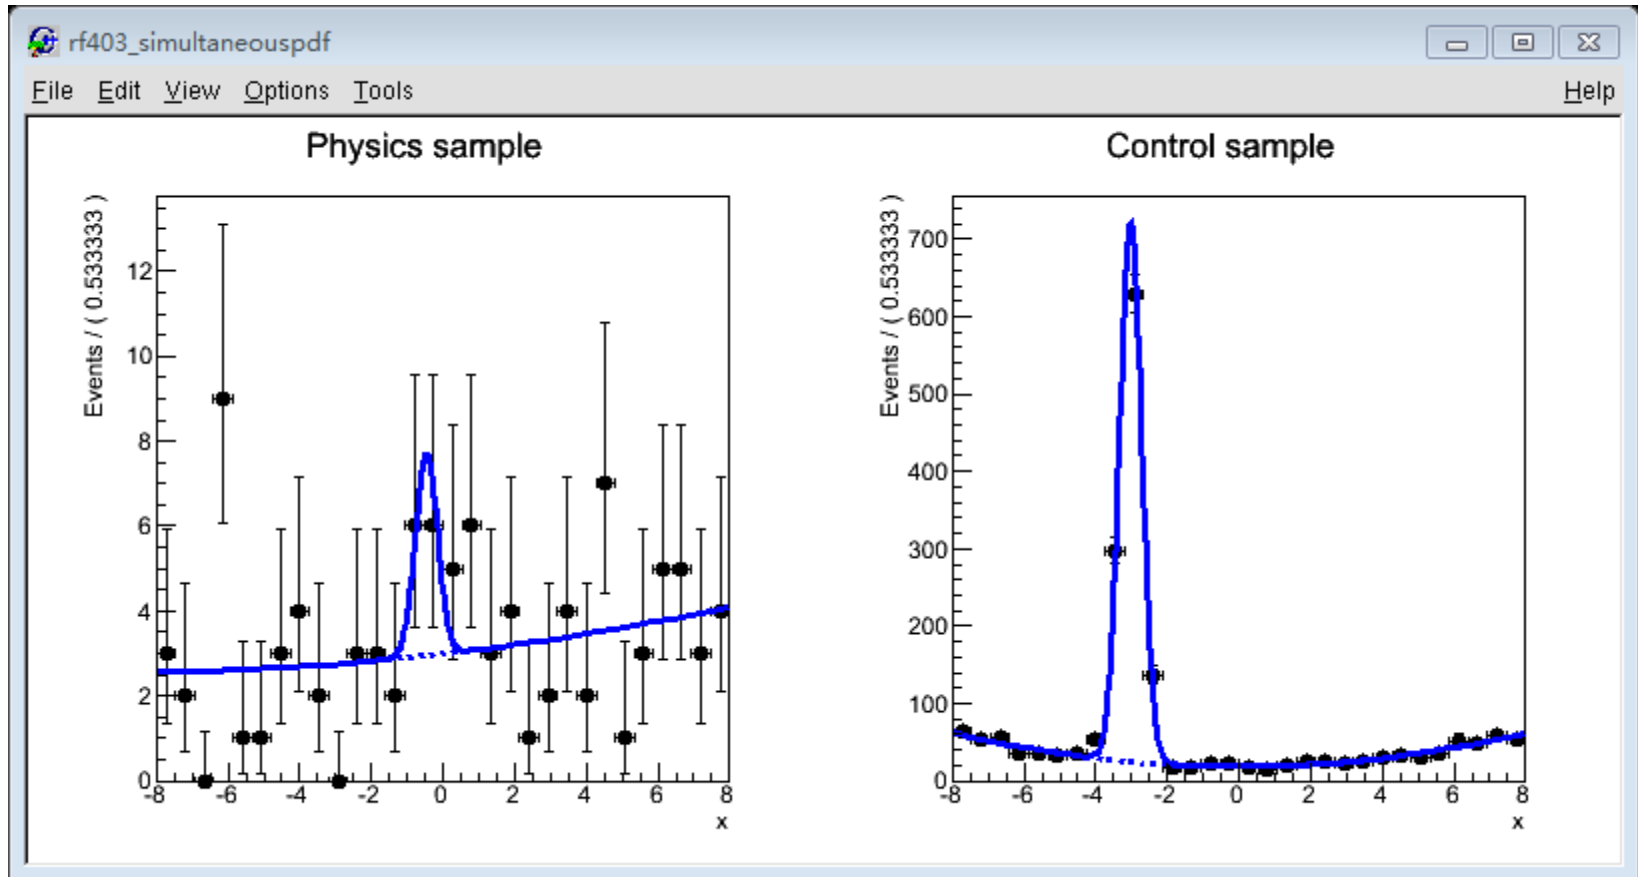 rf403_simultaneouspdf
File Edit View Options Tools Help
Physics sample
Events / ( 0.533333 )
12
10
8
6
4
2
0
-8 -6 -4 -2 0 2 4 6 8
x
Control sample
Events / ( 0.533333 )
700
600
500
400
300
200
100
0
-8 -6 -4 -2 0 2 4 6 8
x